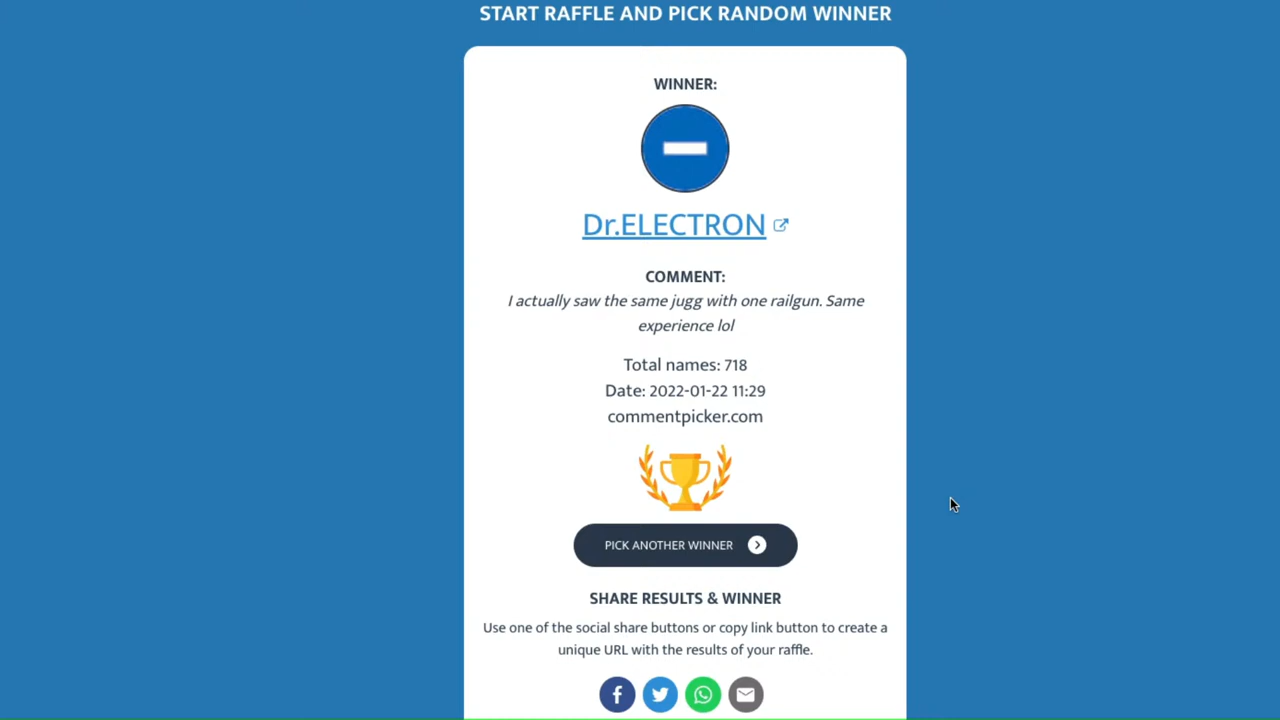 START RAFFLE AND PICK RANDOM WINNER
WINNER:
Dr.ELECTRON
COMMENT:
I actually saw the same jugg with one railgun. Same
experience lol
Total names: 718
Date: 2022-01-22 11:29
commentpicker.com
PICK ANOTHER WINNER
SHARE RESULTS & WINNER
Use one of the social share buttons or copy link button to create a
unique URL with the results of your raffle.